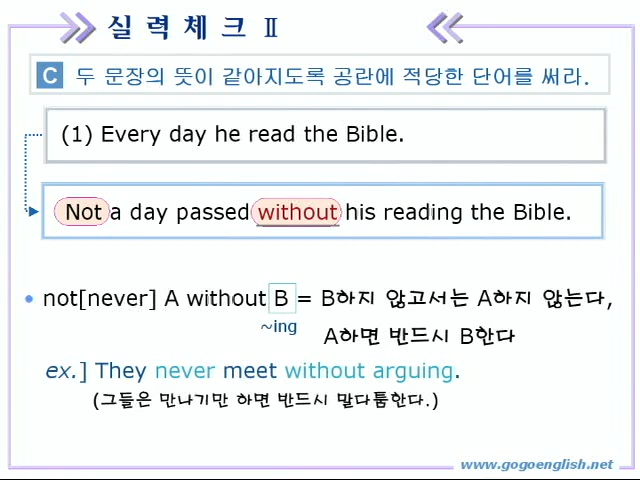 실 력 체 크 Ⅱ
C 두 문장의 뜻이 같아지도록 공란에 적당한 단어를 써라.
(1) Every day he read the Bible.
Not a day passed without his reading the Bible.
• not[never] A without B = B하지 않고서는 A하지 않는다,
~ing A하면 반드시 B한다
ex.] They never meet without arguing.
(그들은 만나기만 하면 반드시 말다툼한다.)
www.gogoenglish.net